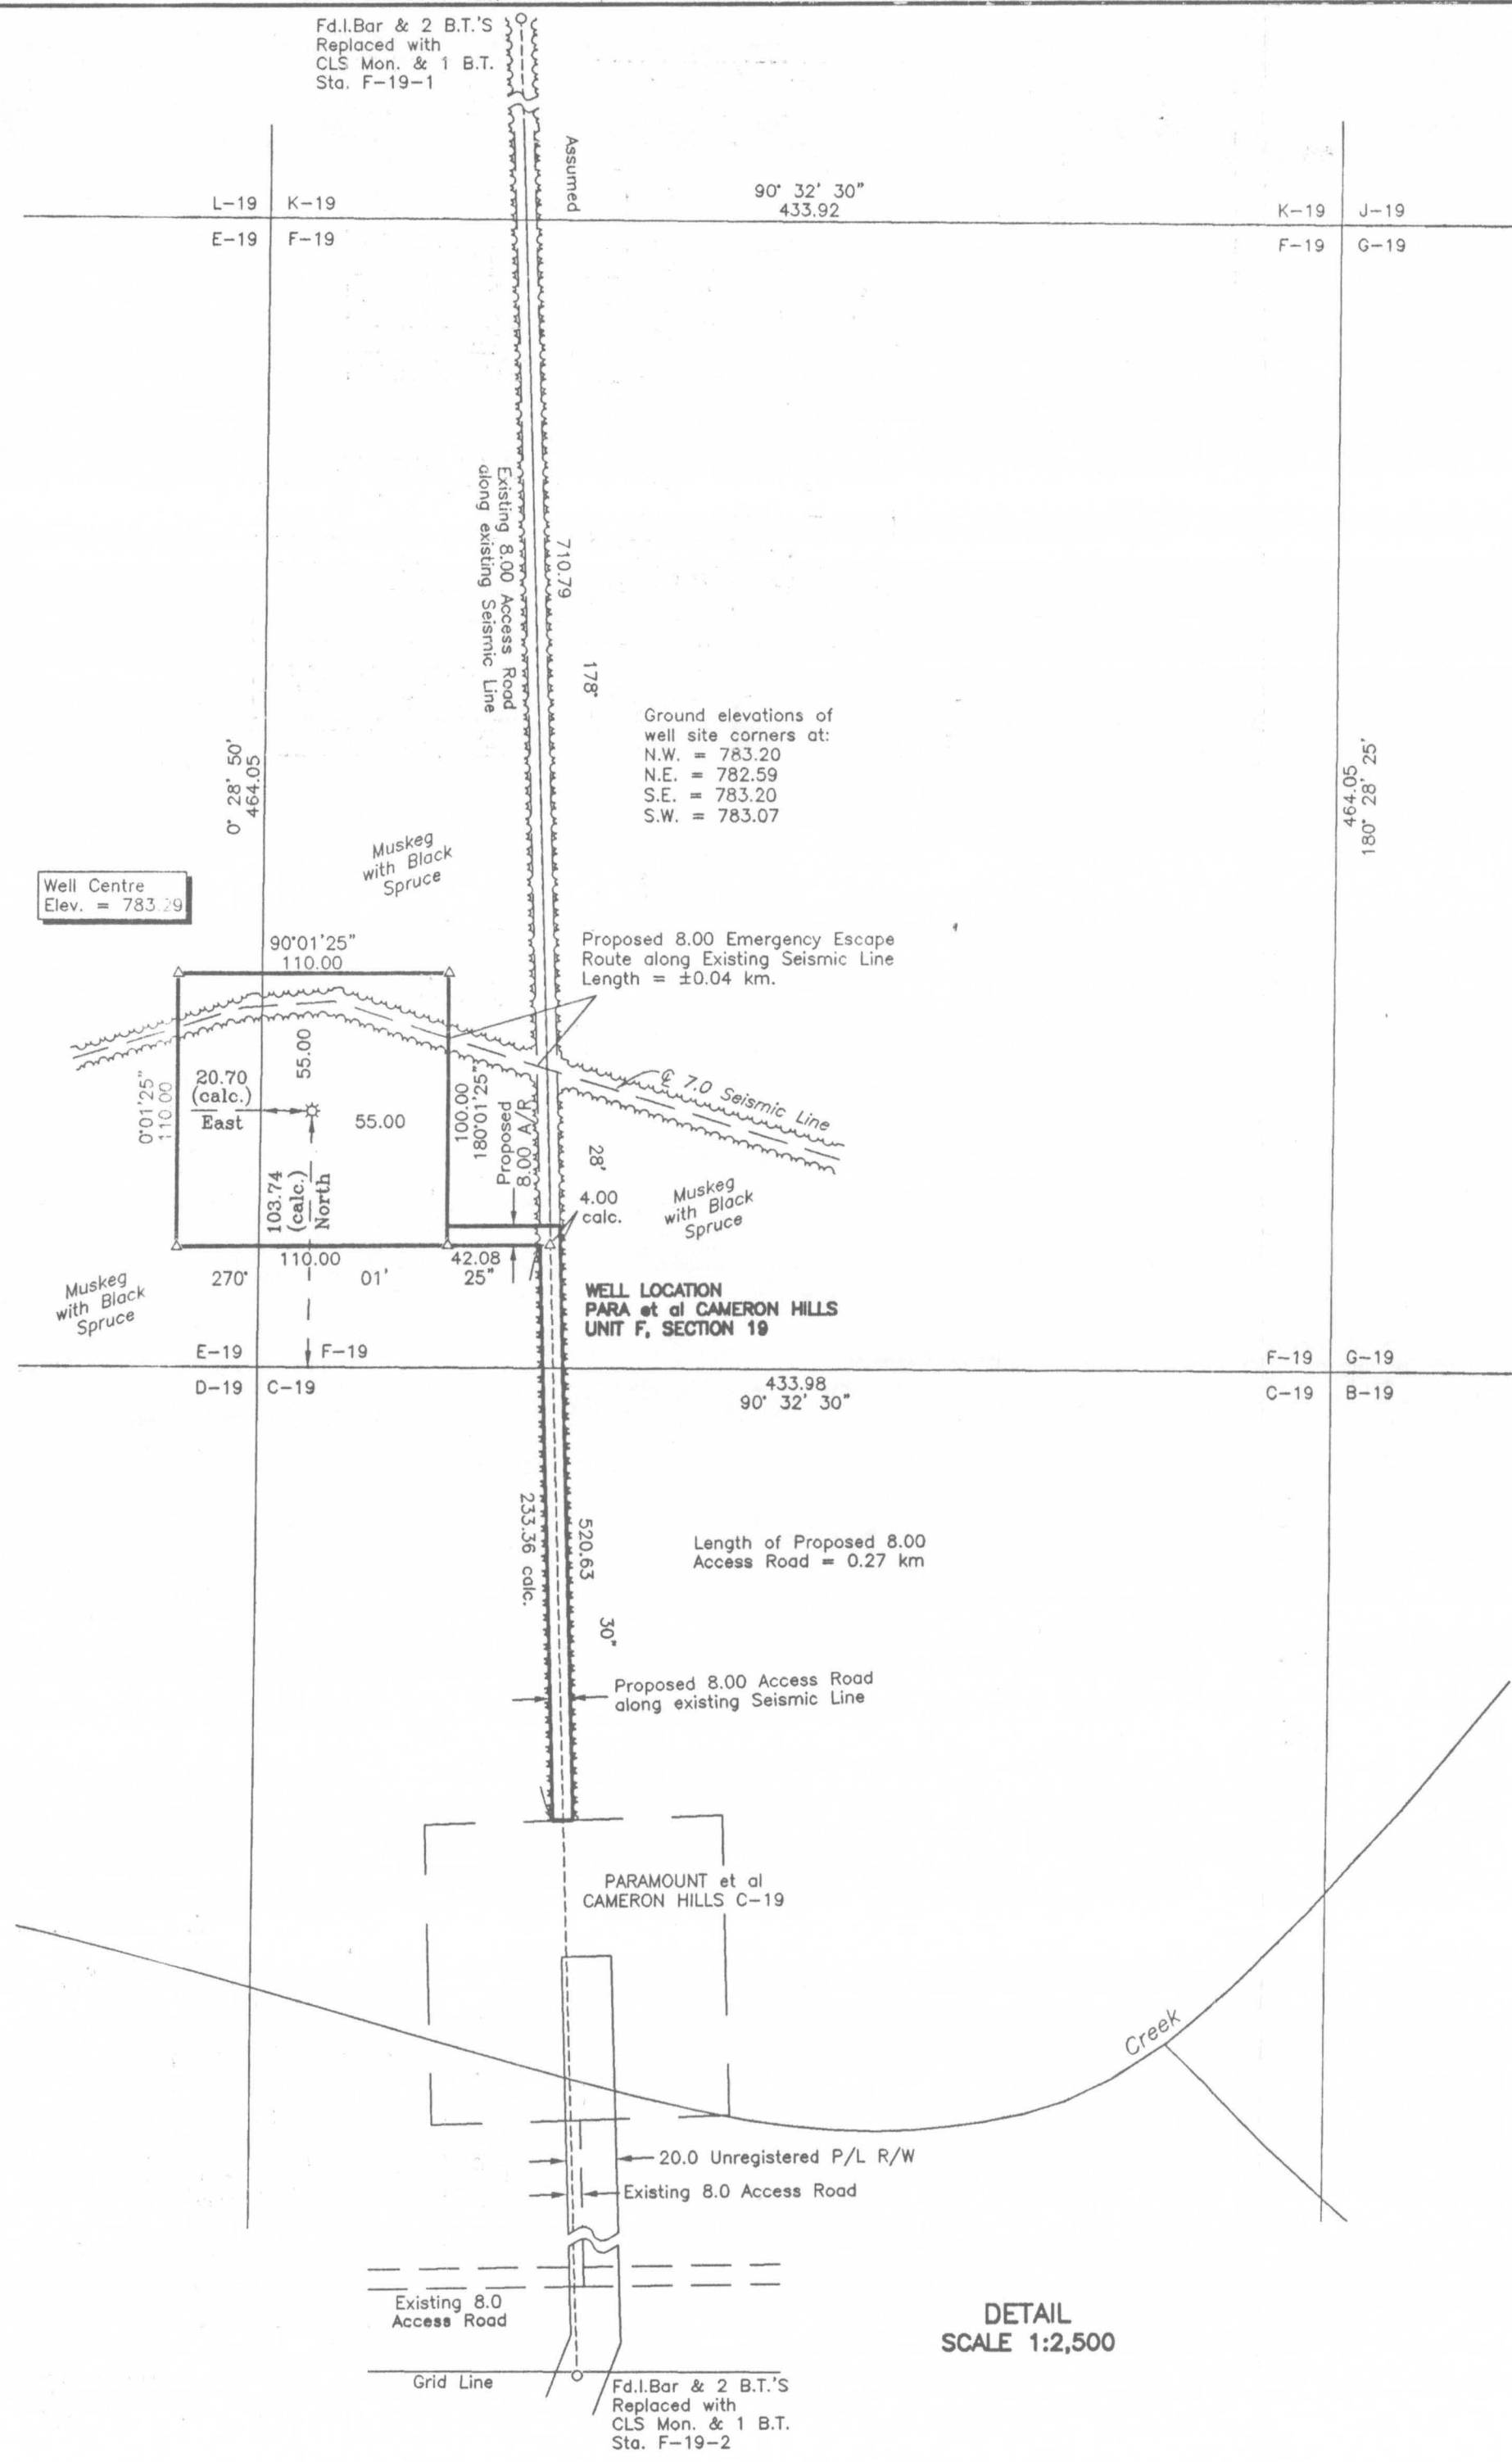 Fd.I.Bar & 2 B.T.'S
Replaced with
CLS Mon. & 1 B.T.
Sta. F-19-1
Assumed
90° 32' 30"
433.92
L-19 K-19
E-19 F-19
K-19 J-19
F-19 G-19
Existing 8.00 Access Road
along existing Seismic Line
710.79
178°
Ground elevations of
well site corners at:
N.W. = 783.20
N.E. = 782.59
S.E. = 783.20
S.W. = 783.07
0° 28' 50'
464.05
464.05
180° 28' 25'
Muskeg
with Black
Spruce
Well Centre
Elev. = 783.29
90°01'25"
110.00
Proposed 8.00 Emergency Escape
Route along Existing Seismic Line
Length = ±0.04 km.
℄ 7.0 Seismic Line
0°01'25"
110.00
20.70
(calc.)
East
55.00
55.00
100.00
180°01'25"
Proposed
8.00 A/R
28'
4.00
calc.
Muskeg
with Black
Spruce
103.74
(calc.)
North
110.00
270° 01' 25"
42.08
Muskeg
with Black
Spruce
WELL LOCATION
PARA et al CAMERON HILLS
UNIT F, SECTION 19
E-19 F-19
D-19 C-19
433.98
90° 32' 30"
F-19 G-19
C-19 B-19
233.36 calc.
520.63
30"
Length of Proposed 8.00
Access Road = 0.27 km
Proposed 8.00 Access Road
along existing Seismic Line
PARAMOUNT et al
CAMERON HILLS C-19
Creek
20.0 Unregistered P/L R/W
Existing 8.0 Access Road
Existing 8.0
Access Road
DETAIL
SCALE 1:2,500
Grid Line
Fd.I.Bar & 2 B.T.'S
Replaced with
CLS Mon. & 1 B.T.
Sta. F-19-2